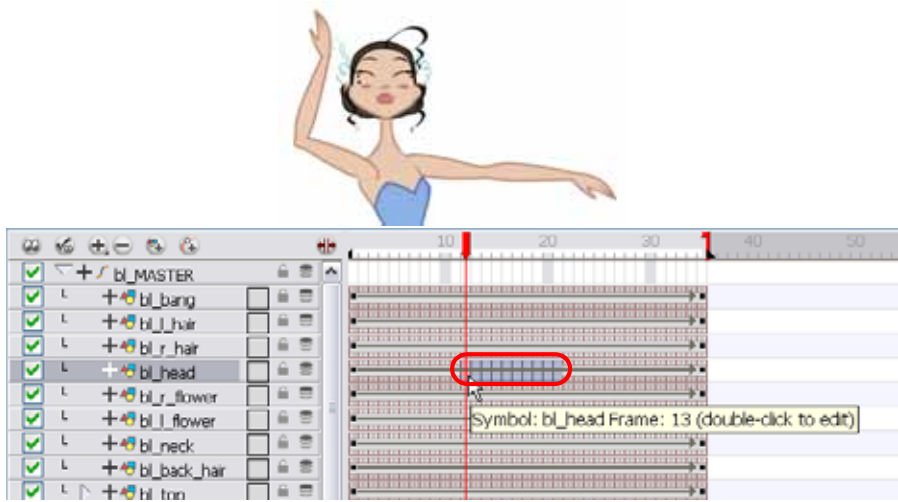 10 20 30 40 50
bl_MASTER
bl_bang
bl_l_hair
bl_r_hair
bl_head
bl_r_flower
bl_l_flower
Symbol: bl_head Frame: 13 (double-click to edit)
bl_neck
bl_back_hair
bl_top